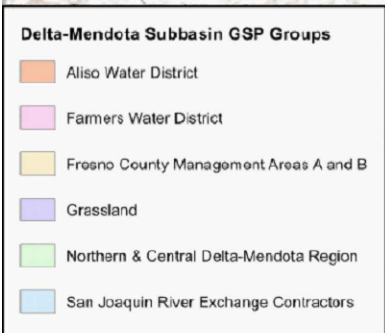 Delta-Mendota Subbasin GSP Groups
Aliso Water District
Farmers Water District
Fresno County Management Areas A and B
Grassland
Northern & Central Delta-Mendota Region
San Joaquin River Exchange Contractors